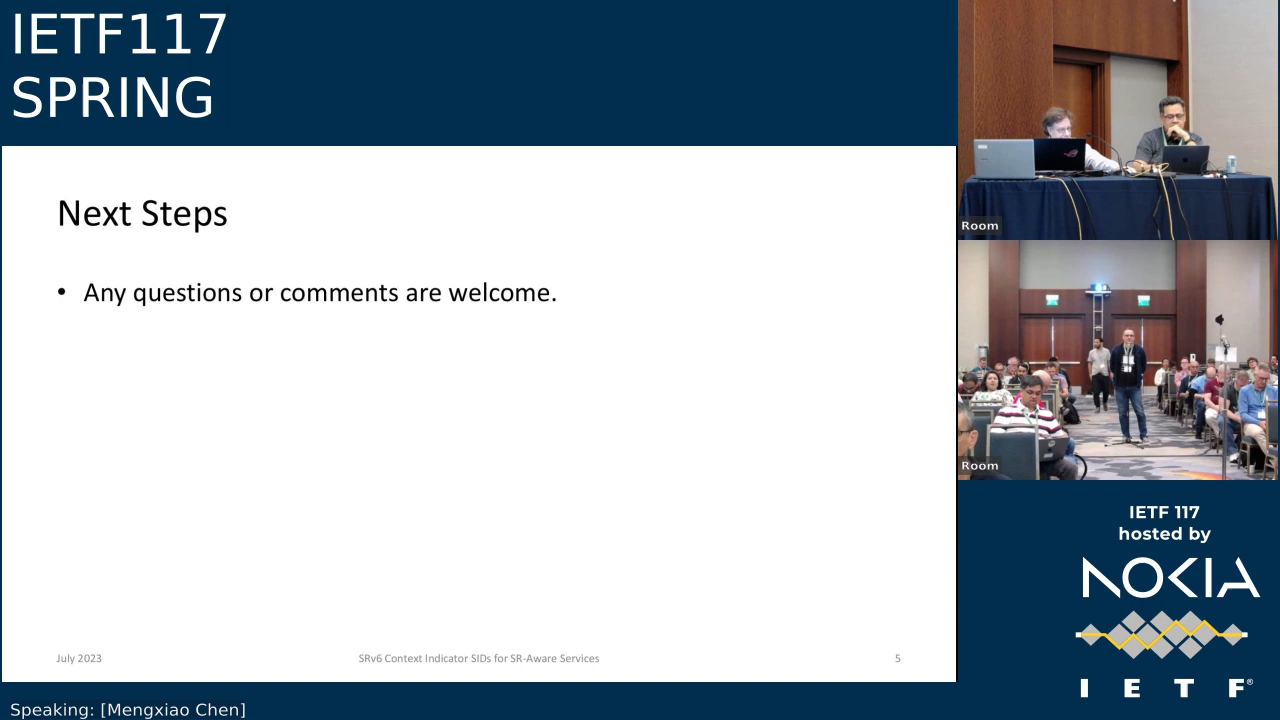 IETF117
SPRING
Next Steps
• Any questions or comments are welcome.
July 2023
SRv6 Context Indicator SIDs for SR-Aware Services
5
Speaking: [Mengxiao Chen]
Room
Room
IETF 117
hosted by
NOKIA
I E T F®